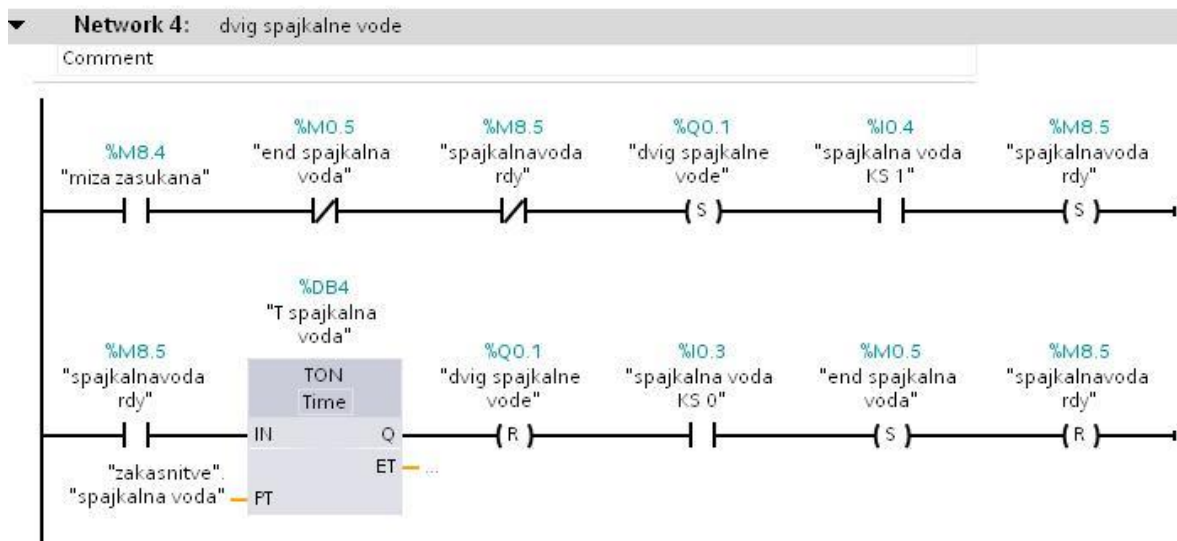 Network 4: dvig spajkalne vode
Comment
%M8.4
"miza zasukana"
%M0.5
"end spajkalna
voda"
%M8.5
"spajkalnavoda
rdy"
%Q0.1
"dvig spajkalne
vode"
( S )
%I0.4
"spajkalna voda
KS 1"
%M8.5
"spajkalnavoda
rdy"
( S )
%M8.5
"spajkalnavoda
rdy"
%DB4
"T spajkalna
voda"
TON
Time
IN Q
ET ...
"zakasnitve".
"spajkalna voda" PT
%Q0.1
"dvig spajkalne
vode"
( R )
%I0.3
"spajkalna voda
KS 0"
%M0.5
"end spajkalna
voda"
( S )
%M8.5
"spajkalnavoda
rdy"
( R )